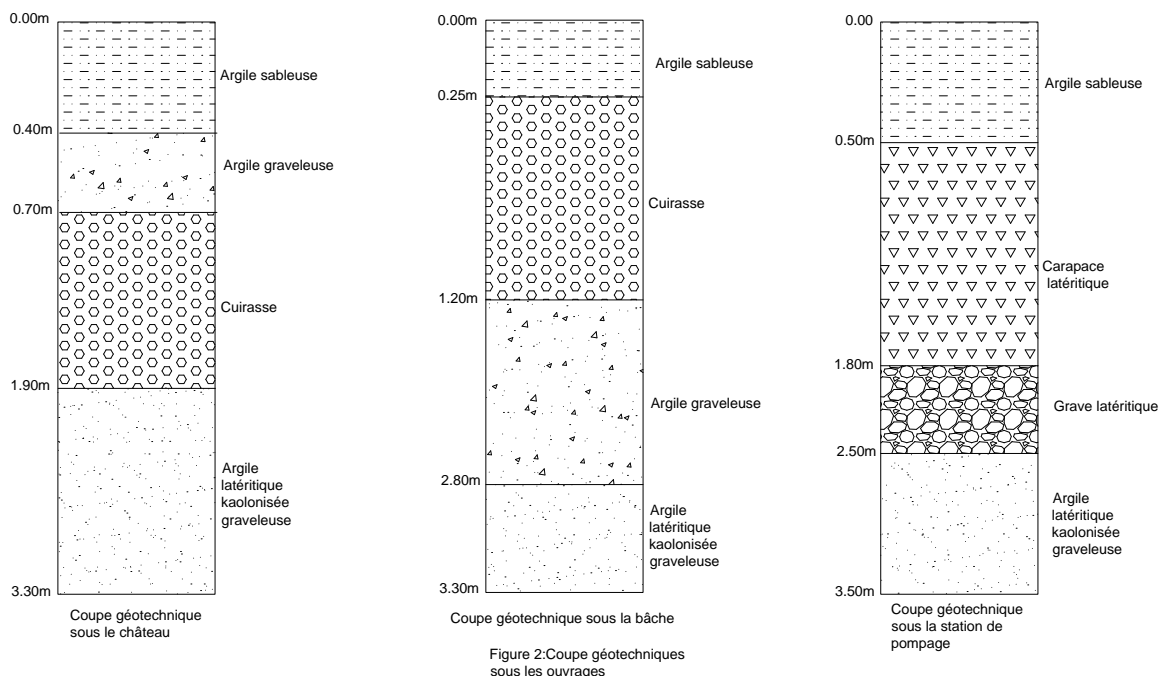 0.00m
Argile sableuse
0.40m
Argile graveleuse
0.70m
Cuirasse
1.90m
Argile
latéritique
kaolonisée
graveleuse
3.30m
Coupe géotechnique
sous le château
0.00m
Argile sableuse
0.25m
Cuirasse
1.20m
Argile graveleuse
2.80m
Argile
latéritique
kaolonisée
graveleuse
3.30m
Coupe géotechnique sous la bâche
0.00
Argile sableuse
0.50m
Carapace
latéritique
1.80m
Grave latéritique
2.50m
Argile
latéritique
kaolonisée
graveleuse
3.50m
Coupe géotechnique
sous la station de
pompage
Figure 2:Coupe géotechniques
sous les ouvrages